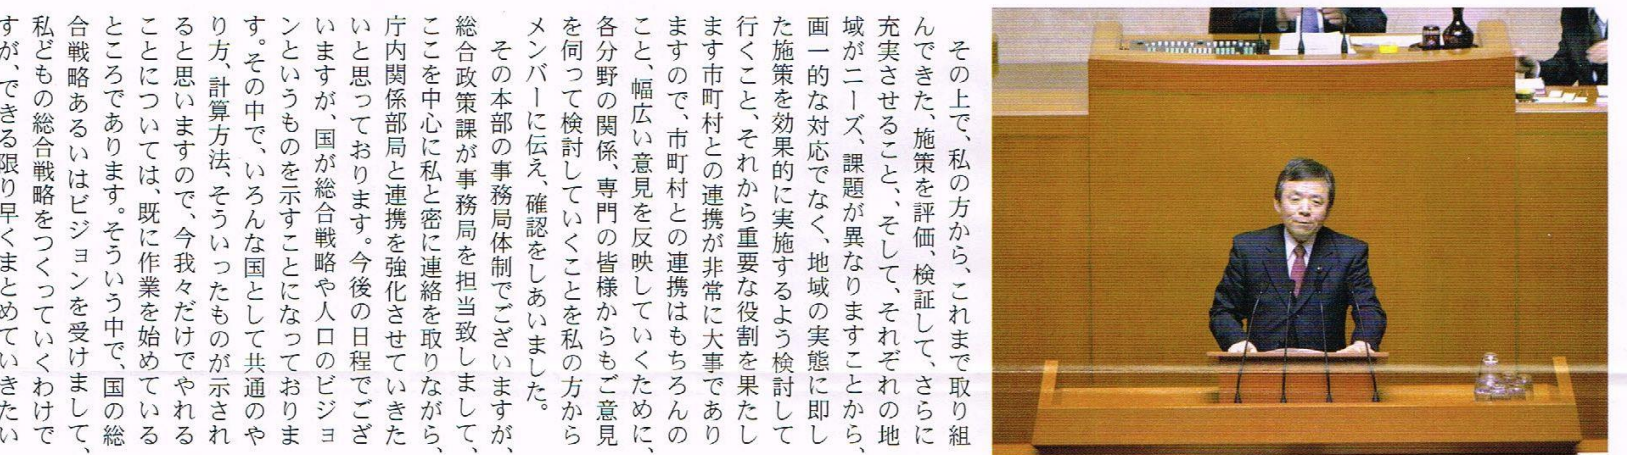 その上で、私の方から、これまで取り組
んできた、施策を評価、検証して、さらに
充実させること、そして、それぞれの地
域がニーズ、課題が異なりますことから、
画一的な対応でなく、地域の実態に即し
た施策を効果的に実施するよう検討して
行くこと、それから重要な役割を果たし
ます市町村との連携が非常に大事であり
ますので、市町村との連携はもちろんの
こと、幅広い意見を反映していくために、
各分野の関係、専門の皆様からもご意見
を伺って検討していくことを私の方から
メンバーに伝え、確認をしあいました。
その本部の事務局体制でございますが、
総合政策課が事務局を担当致しまして、
ここを中心に私と密に連絡を取りながら、
庁内関係部局と連携を強化させていきた
いと思っております。今後の日程でござ
いますが、国が総合戦略や人口のビジョ
ンというものを示すことになっておりま
す。その中で、いろんな国として共通のや
り方、計算方法、そういったものが示され
ると思いますので、今我々だけでやれる
ことについては、既に作業を始めている
ところであります。そういう中で、国の総
合戦略あるいはビジョンを受けまして、
私どもの総合戦略をつくっていくわけで
すが、できる限り早くまとめていきたい